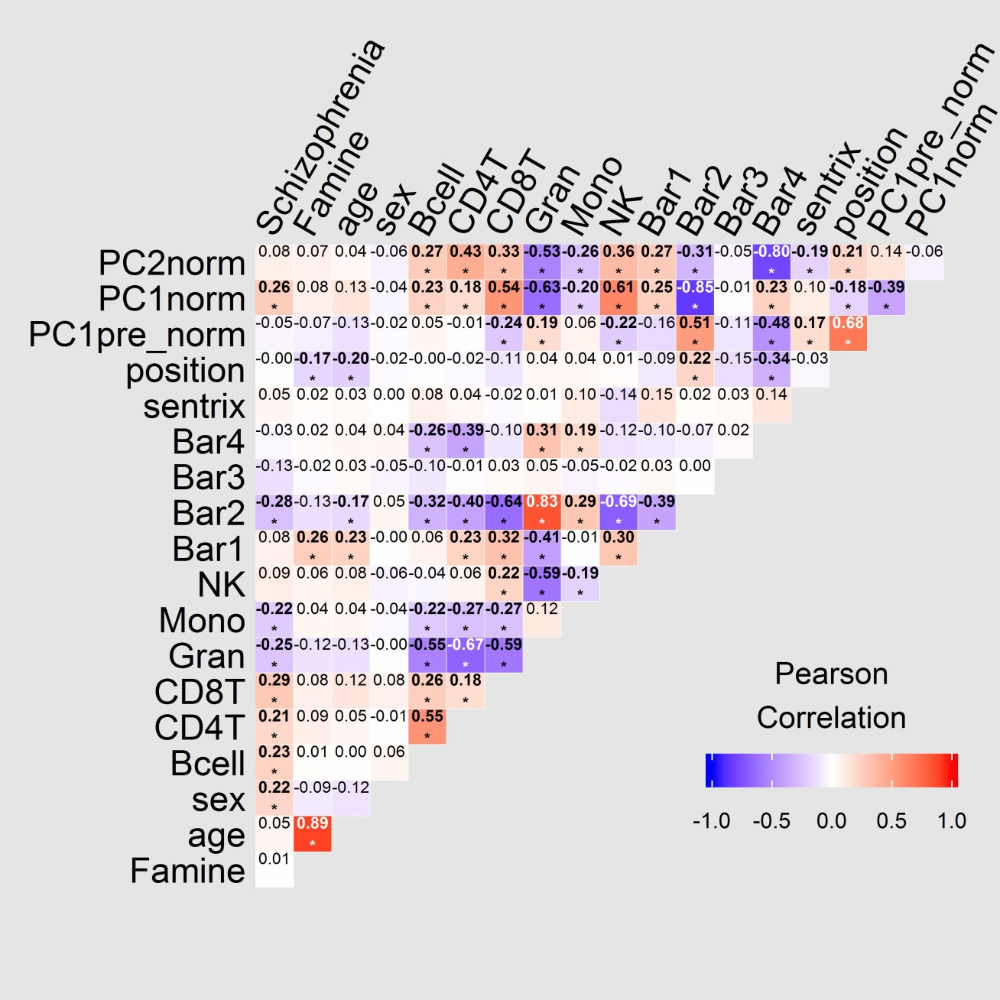 Schizophrenia Famine age sex Bcell CD4T CD8T Gran Mono NK Bar1 Bar2 Bar3 Bar4 sentrix position PC1pre_norm PC1norm
PC2norm 0.08 0.07 0.04 -0.06 0.27 0.43 0.33 -0.53 -0.26 0.36 0.27 -0.31 -0.05 -0.80 -0.19 0.21 0.14 -0.06
* * * * * * * * * * *
PC1norm 0.26 0.08 0.13 -0.04 0.23 0.18 0.54 -0.63 -0.20 0.61 0.25 -0.85 -0.01 0.23 0.10 -0.18 -0.39
* * * * * * * * * * * *
PC1pre_norm -0.05 -0.07 -0.13 -0.02 0.05 -0.01 -0.24 0.19 0.06 -0.22 -0.16 0.51 -0.11 -0.48 0.17 0.68
* * * * * * *
position -0.00 -0.17 -0.20 -0.02 -0.00 -0.02 -0.11 0.04 0.04 0.01 -0.09 0.22 -0.15 -0.34 -0.03
* * * *
sentrix 0.05 0.02 0.03 0.00 0.08 0.04 -0.02 0.01 0.10 -0.14 0.15 0.02 0.03 0.14
Bar4 -0.03 0.02 0.04 0.04 -0.26 -0.39 -0.10 0.31 0.19 -0.12 -0.10 -0.07 0.02
* * * *
Bar3 -0.13 -0.02 0.03 -0.05 -0.10 -0.01 0.03 0.05 -0.05 -0.02 0.03 0.00
Bar2 -0.28 -0.13 -0.17 0.05 -0.32 -0.40 -0.64 0.83 0.29 -0.69 -0.39
* * * * * * * * *
Bar1 0.08 0.26 0.23 -0.00 0.06 0.23 0.32 -0.41 -0.01 0.30
* * * * * *
NK 0.09 0.06 0.08 -0.06 -0.04 0.06 0.22 -0.59 -0.19
* * *
Mono -0.22 0.04 0.04 -0.04 -0.22 -0.27 -0.27 0.12
* * * *
Gran -0.25 -0.12 -0.13 -0.00 -0.55 -0.67 -0.59
* * * *
CD8T 0.29 0.08 0.12 0.08 0.26 0.18
* * *
CD4T 0.21 0.09 0.05 -0.01 0.55
* *
Bcell 0.23 0.01 0.00 0.06
*
sex 0.22 -0.09 -0.12
*
age 0.05 0.89
*
Famine 0.01
Pearson
Correlation
-1.0 -0.5 0.0 0.5 1.0